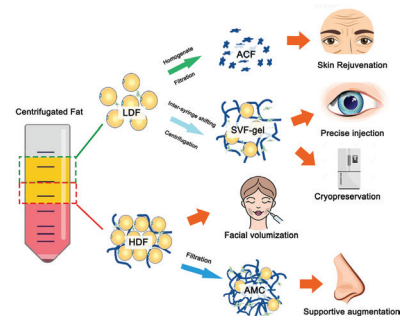 Centrifugated Fat
LDF
Homogenate
Filtration
ACF
Skin Rejuvenation
Inter-syringe shifting
Centrifugation
SVF-gel
Precise injection
Cryopreservation
HDF
Facial volumization
Filtration
AMC
Supportive augmentation